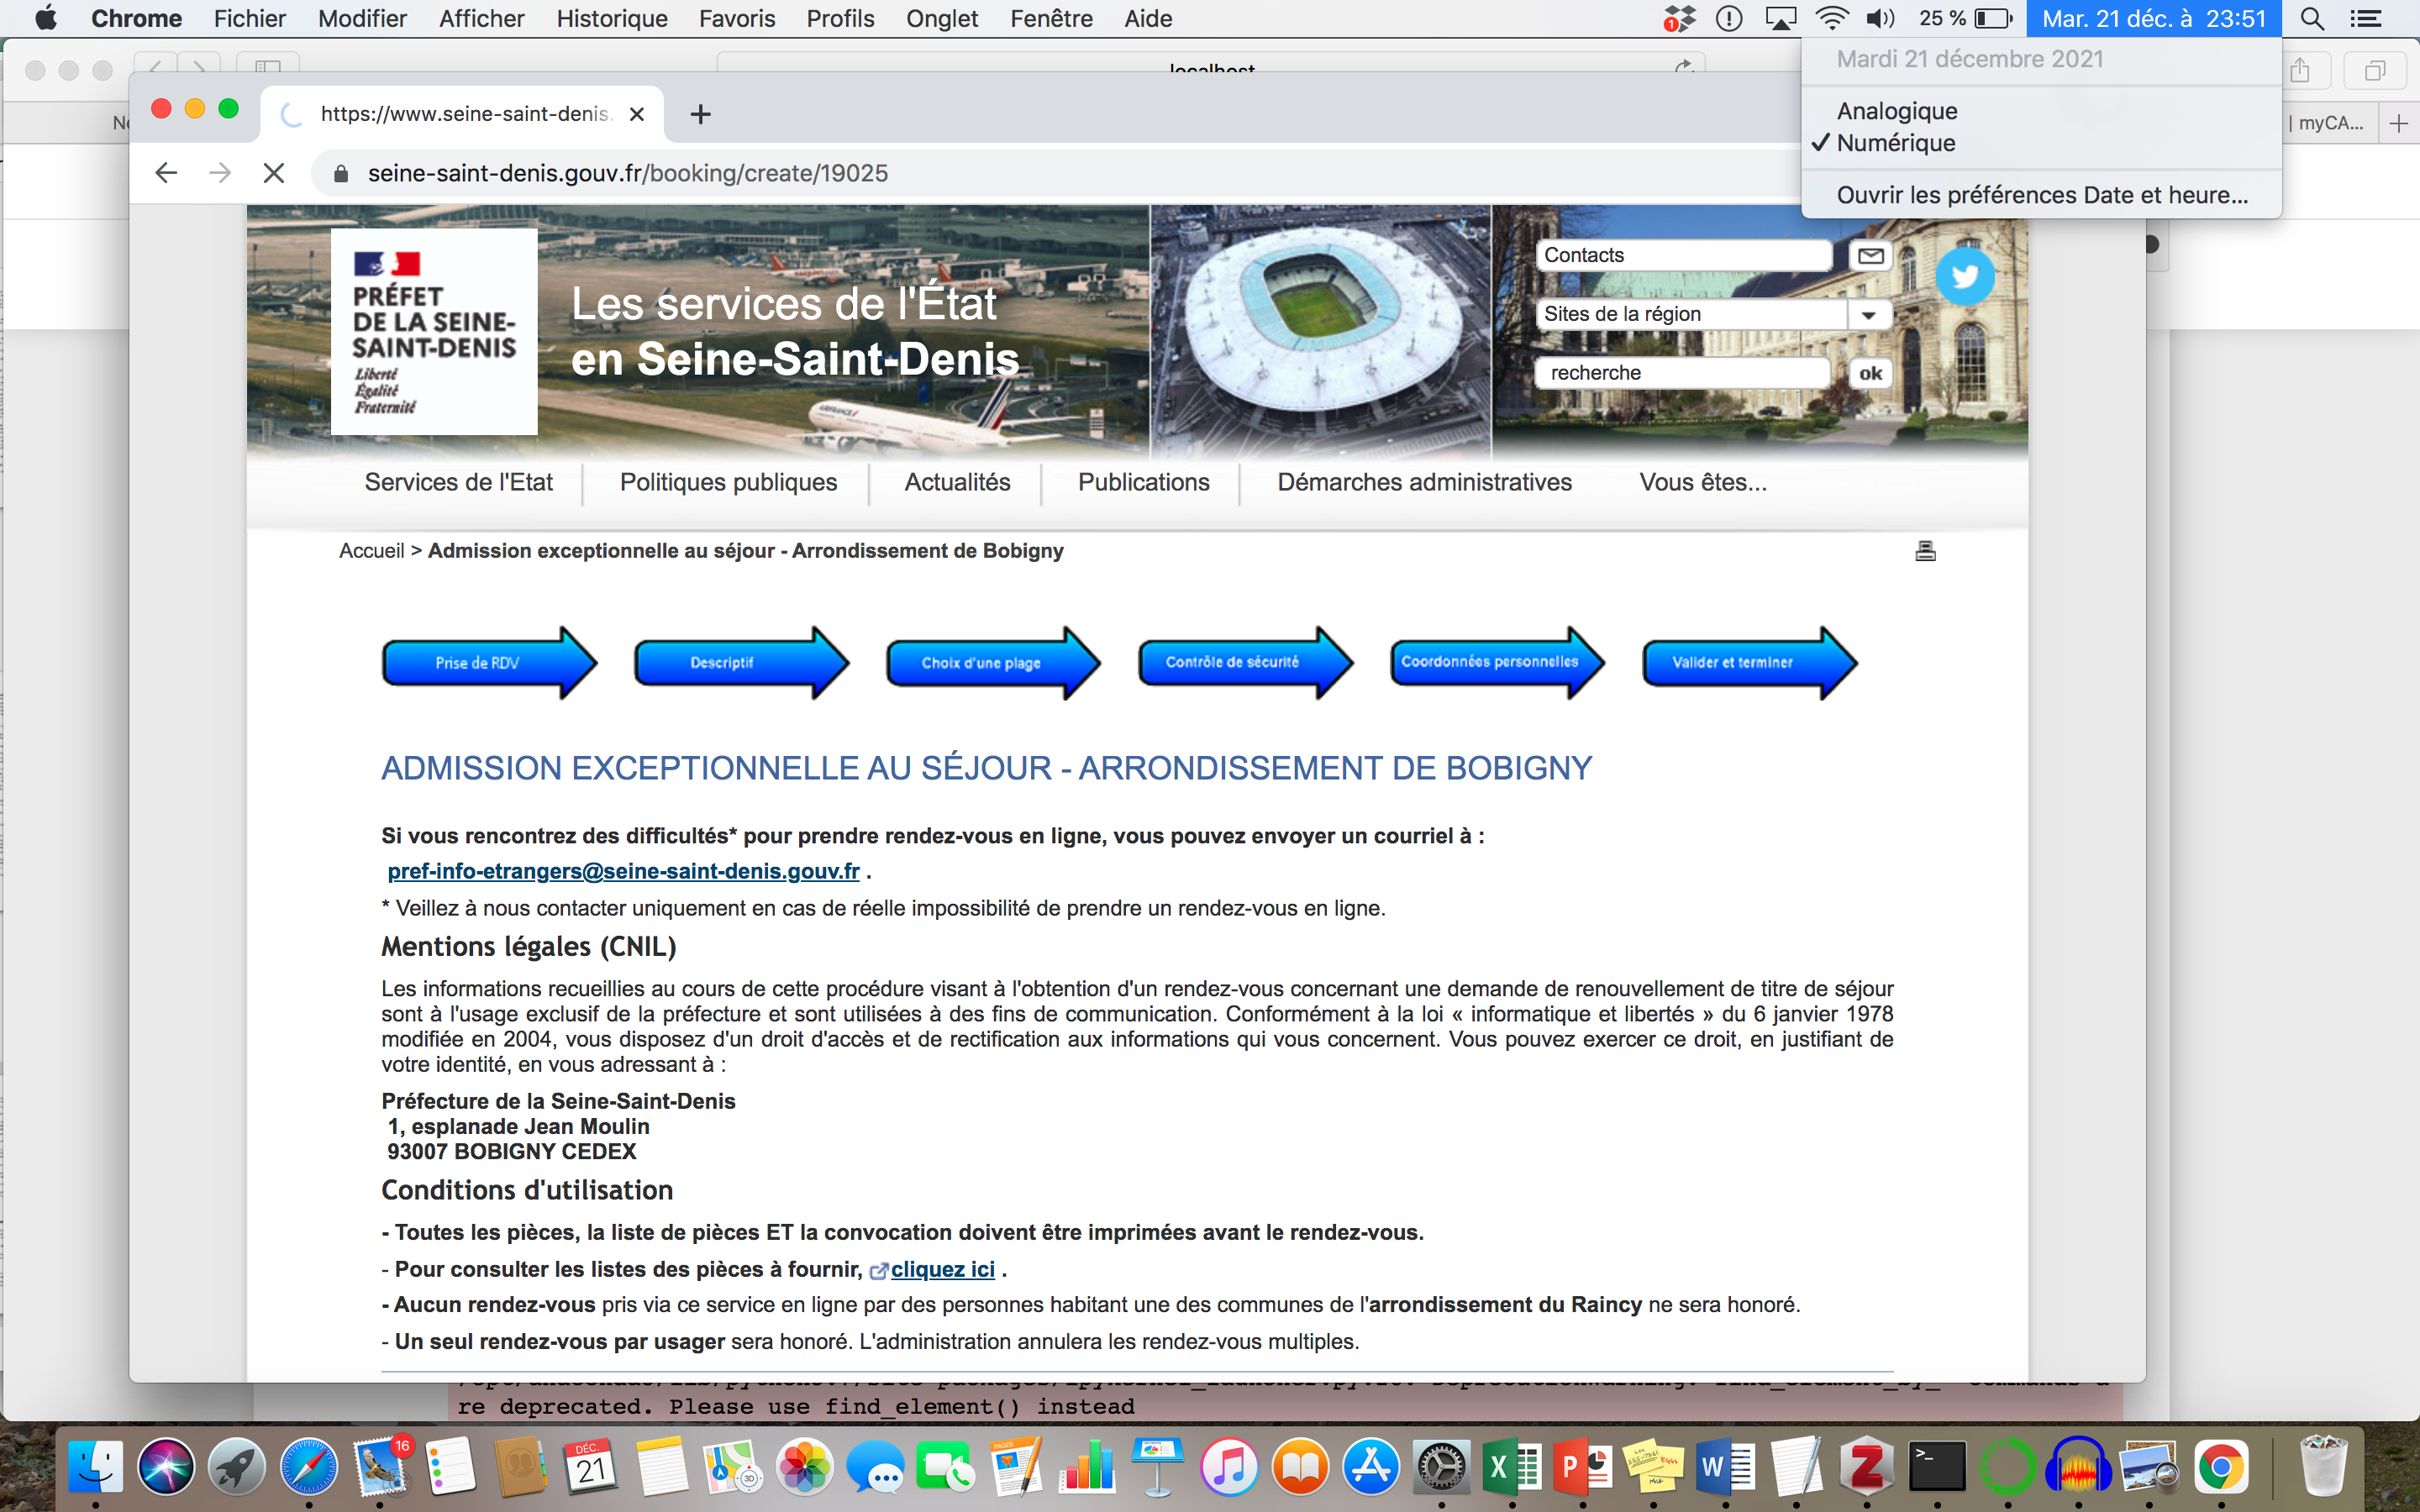 Chrome Fichier Modifier Afficher Historique Favoris Profils Onglet Fenêtre Aide
1 25 % Mar. 21 déc. à 23:51
Mardi 21 décembre 2021
Analogique
✓ Numérique
Ouvrir les préférences Date et heure...
localhost
| myCA...
https://www.seine-saint-denis.
seine-saint-denis.gouv.fr/booking/create/19025
PRÉFET
DE LA SEINE-
SAINT-DENIS
Liberté
Égalité
Fraternité
Les services de l'État
en Seine-Saint-Denis
Contacts
Sites de la région
recherche
ok
Services de l'Etat
Politiques publiques
Actualités
Publications
Démarches administratives
Vous êtes...
Accueil > Admission exceptionnelle au séjour - Arrondissement de Bobigny
Prise de RDV
Descriptif
Choix d'une plage
Contrôle de sécurité
Coordonnées personnelles
Valider et terminer
ADMISSION EXCEPTIONNELLE AU SÉJOUR - ARRONDISSEMENT DE BOBIGNY
Si vous rencontrez des difficultés* pour prendre rendez-vous en ligne, vous pouvez envoyer un courriel à :
pref-info-etrangers@seine-saint-denis.gouv.fr .
* Veillez à nous contacter uniquement en cas de réelle impossibilité de prendre un rendez-vous en ligne.
Mentions légales (CNIL)
Les informations recueillies au cours de cette procédure visant à l'obtention d'un rendez-vous concernant une demande de renouvellement de titre de séjour
sont à l'usage exclusif de la préfecture et sont utilisées à des fins de communication. Conformément à la loi « informatique et libertés » du 6 janvier 1978
modifiée en 2004, vous disposez d'un droit d'accès et de rectification aux informations qui vous concernent. Vous pouvez exercer ce droit, en justifiant de
votre identité, en vous adressant à :
Préfecture de la Seine-Saint-Denis
1, esplanade Jean Moulin
93007 BOBIGNY CEDEX
Conditions d'utilisation
- Toutes les pièces, la liste de pièces ET la convocation doivent être imprimées avant le rendez-vous.
- Pour consulter les listes des pièces à fournir, cliquez ici .
- Aucun rendez-vous pris via ce service en ligne par des personnes habitant une des communes de l'arrondissement du Raincy ne sera honoré.
- Un seul rendez-vous par usager sera honoré. L'administration annulera les rendez-vous multiples.
re deprecated. Please use find_element() instead
16
DÉC.
21
3D
PAGES